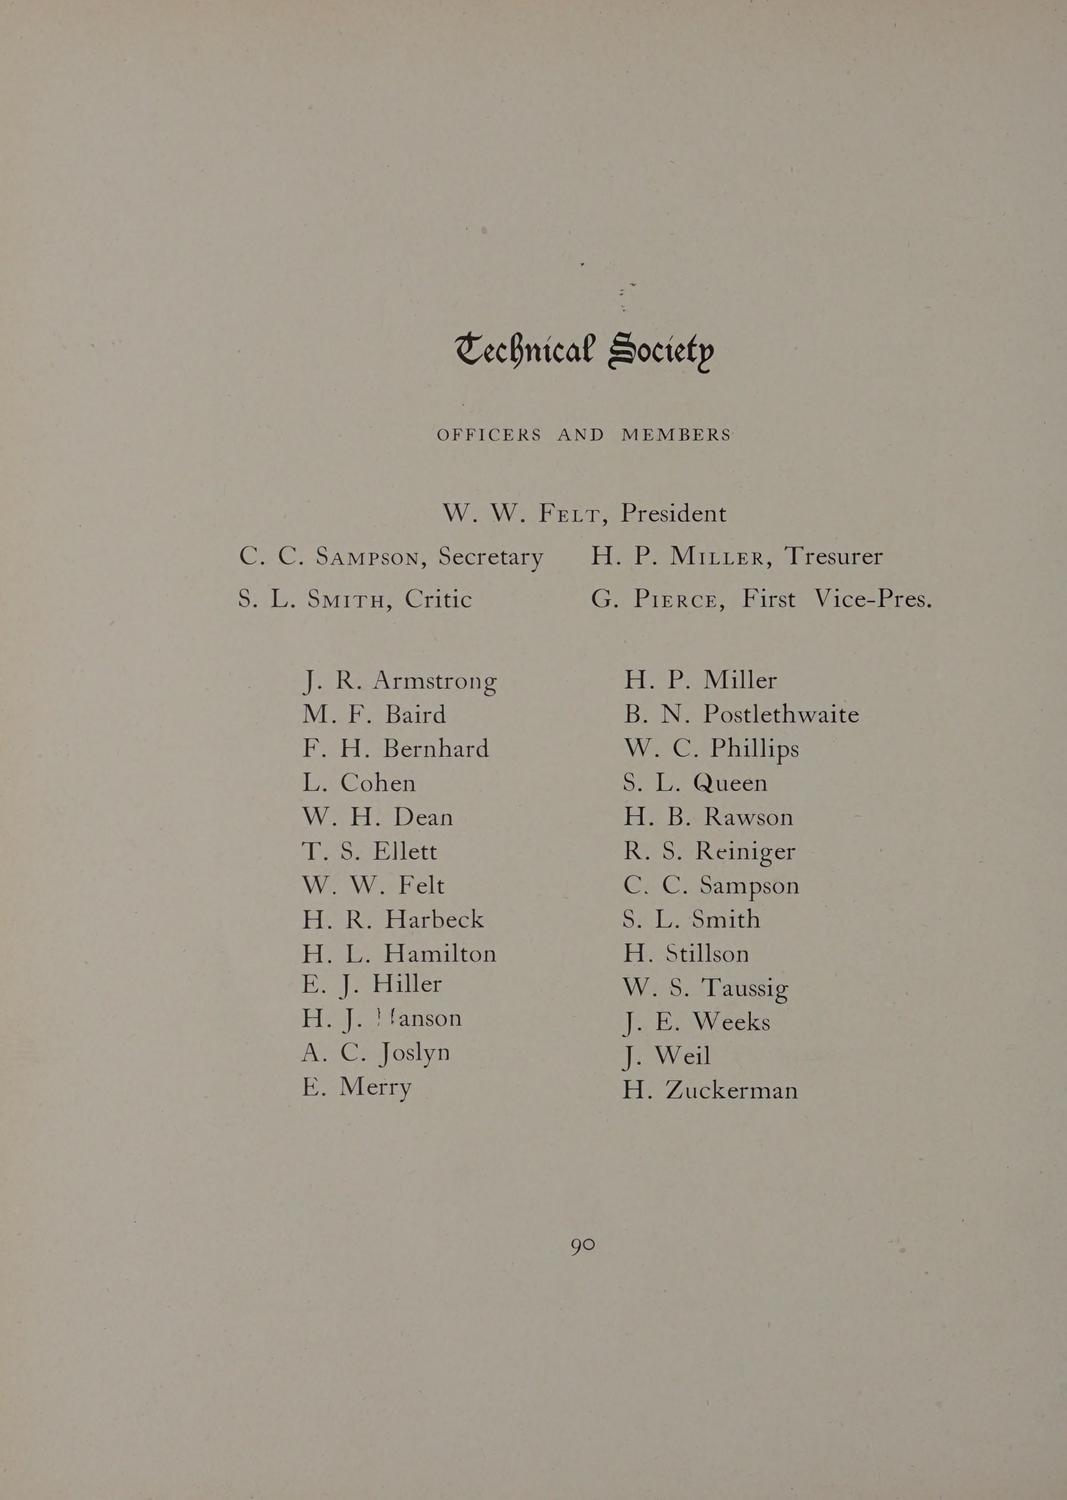 Technical Society
OFFICERS AND MEMBERS
W. W. FELT, President
C. C. SAMPSON, Secretary H. P. MILLER, Tresurer
S. L. SMITH, Critic G. PIERCE, First Vice-Pres.
J. R. Armstrong
M. F. Baird
F. H. Bernhard
L. Cohen
W. H. Dean
T. S. Ellett
W. W. Felt
H. R. Harbeck
H. L. Hamilton
E. J. Hiller
H. J. Hanson
A. C. Joslyn
E. Merry
H. P. Miller
B. N. Postlethwaite
W. C. Phillips
S. L. Queen
H. B. Rawson
R. S. Reiniger
C. C. Sampson
S. L. Smith
H. Stillson
W. S. Taussig
J. E. Weeks
J. Weil
H. Zuckerman
90